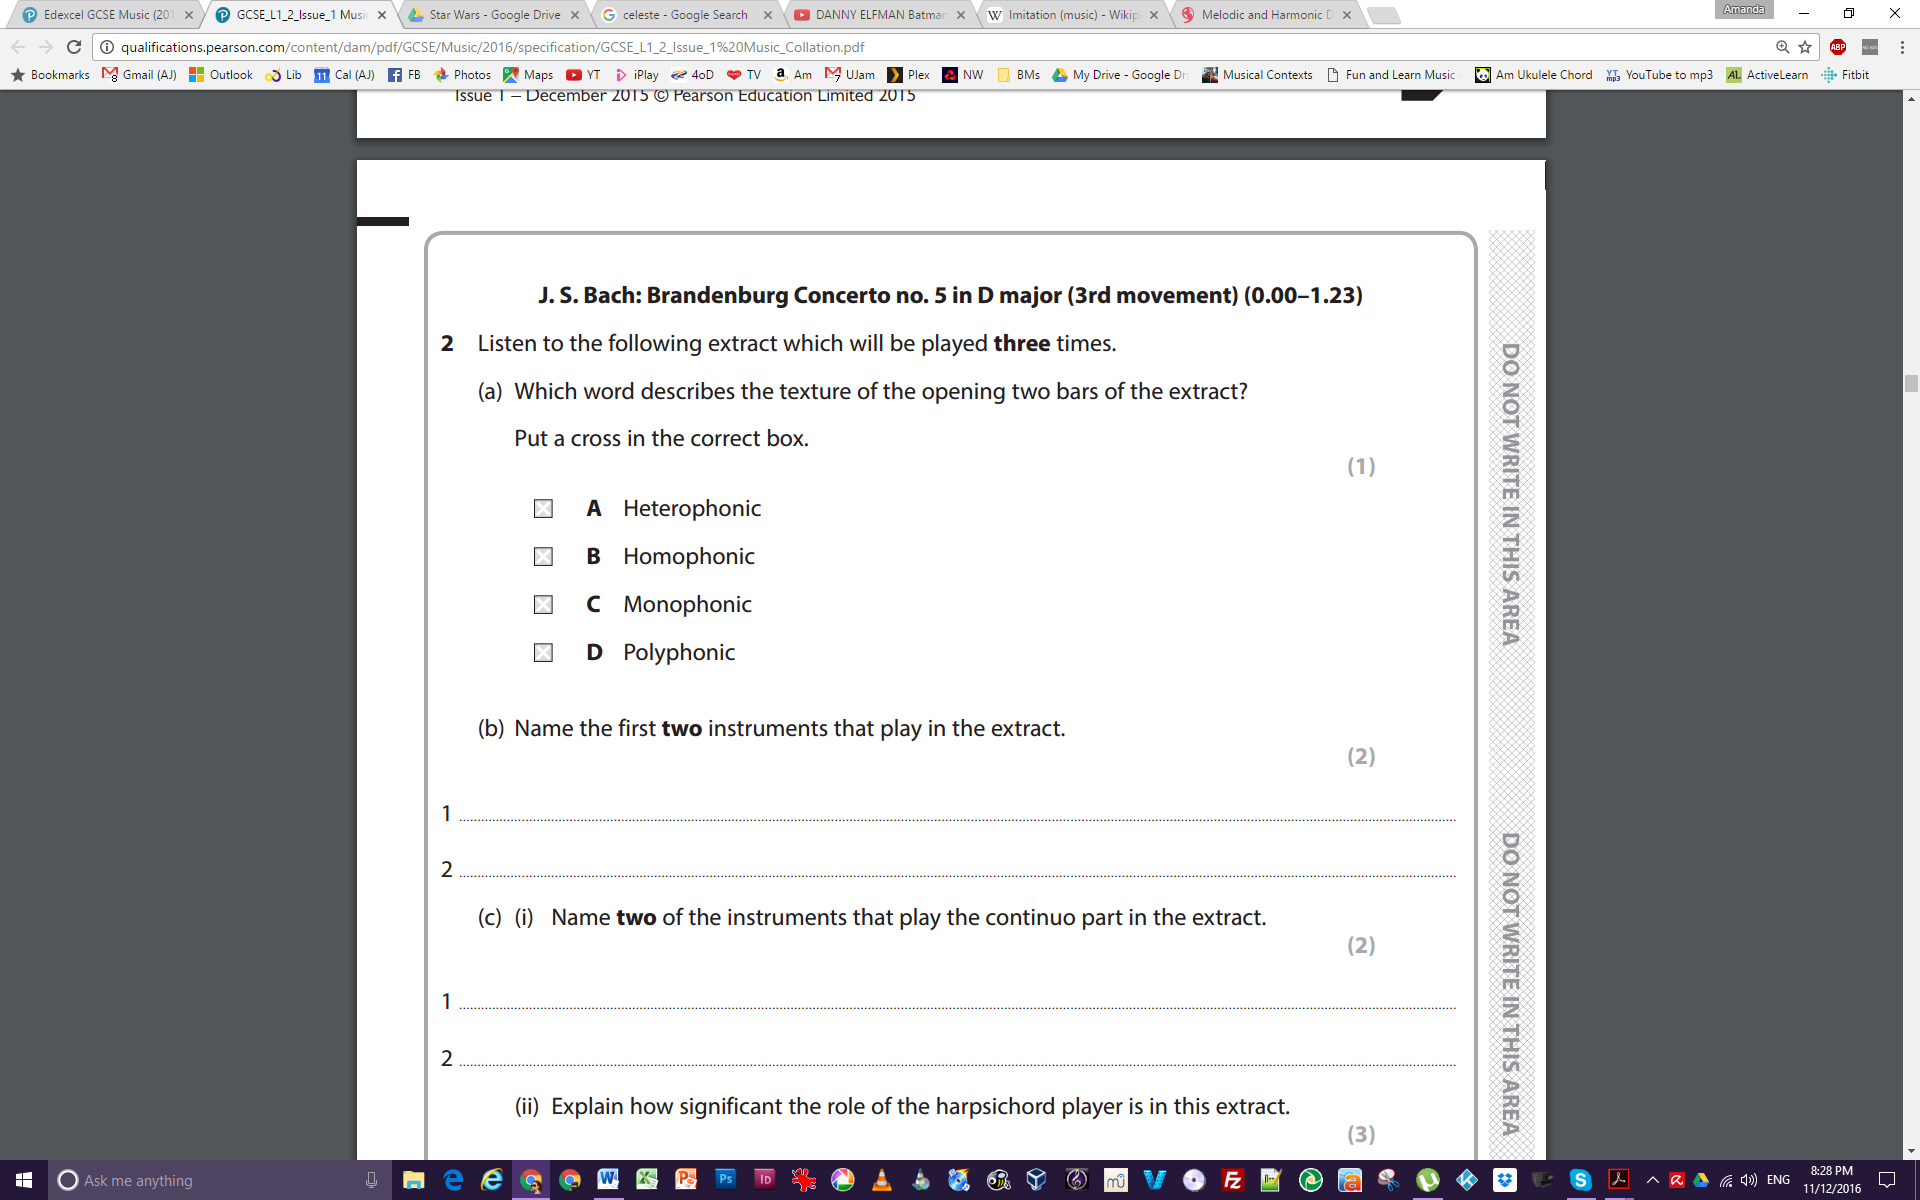 Edexcel GCSE Music (201
GCSE_L1_2_Issue_1 Music
Star Wars - Google Drive
celeste - Google Search
DANNY ELFMAN Batman
Imitation (music) - Wikip
Melodic and Harmonic D
Amanda
qualifications.pearson.com/content/dam/pdf/GCSE/Music/2016/specification/GCSE_L1_2_Issue_1%20Music_Collation.pdf
ABP
Bookmarks Gmail (AJ) Outlook Lib Cal (AJ) FB Photos Maps YT iPlay 4oD TV Am UJam Plex NW BMs My Drive - Google Dr Musical Contexts Fun and Learn Music Am Ukulele Chord YouTube to mp3 ActiveLearn Fitbit
Issue 1 – December 2015 © Pearson Education Limited 2015
J. S. Bach: Brandenburg Concerto no. 5 in D major (3rd movement) (0.00–1.23)
2 Listen to the following extract which will be played three times.
(a) Which word describes the texture of the opening two bars of the extract?
Put a cross in the correct box.
(1)
A Heterophonic
B Homophonic
C Monophonic
D Polyphonic
(b) Name the first two instruments that play in the extract.
(2)
1
2
(c) (i) Name two of the instruments that play the continuo part in the extract.
(2)
1
2
(ii) Explain how significant the role of the harpsichord player is in this extract.
(3)
DO NOT WRITE IN THIS AREA
DO NOT WRITE IN THIS AREA
Ask me anything
ENG
8:28 PM
11/12/2016